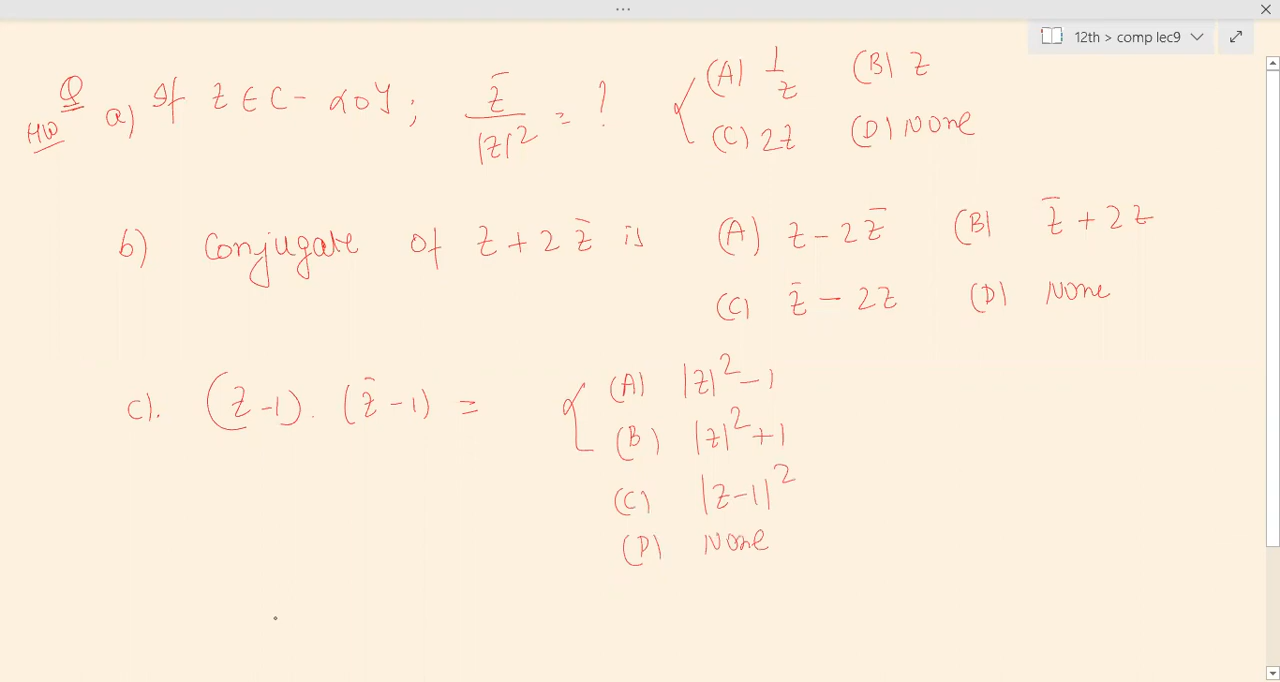 12th > comp lec9
Q a) If z ∈ C - {0}; z̄/|z|² = ? (A) 1/z (B) z
HW (C) 2z (D) None
b) Conjugate of z + 2z̄ is (A) z - 2z̄ (B) z̄ + 2z
(C) z̄ - 2z (D) None
c). (z-1).(z̄-1) = (A) |z|² - 1
(B) |z|² + 1
(C) |z-1|²
(D) None